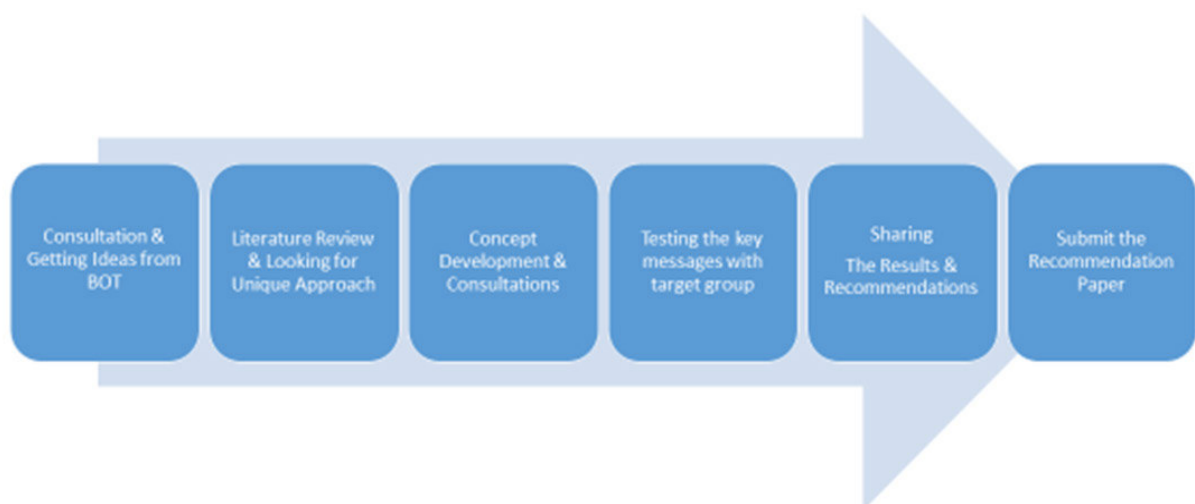 Consultation &
Getting Ideas from
BOT
Literature Review
& Looking for
Unique Approach
Concept
Development &
Consultations
Testing the key
messages with
target group
Sharing
The Results &
Recommendations
Submit the
Recommendation
Paper